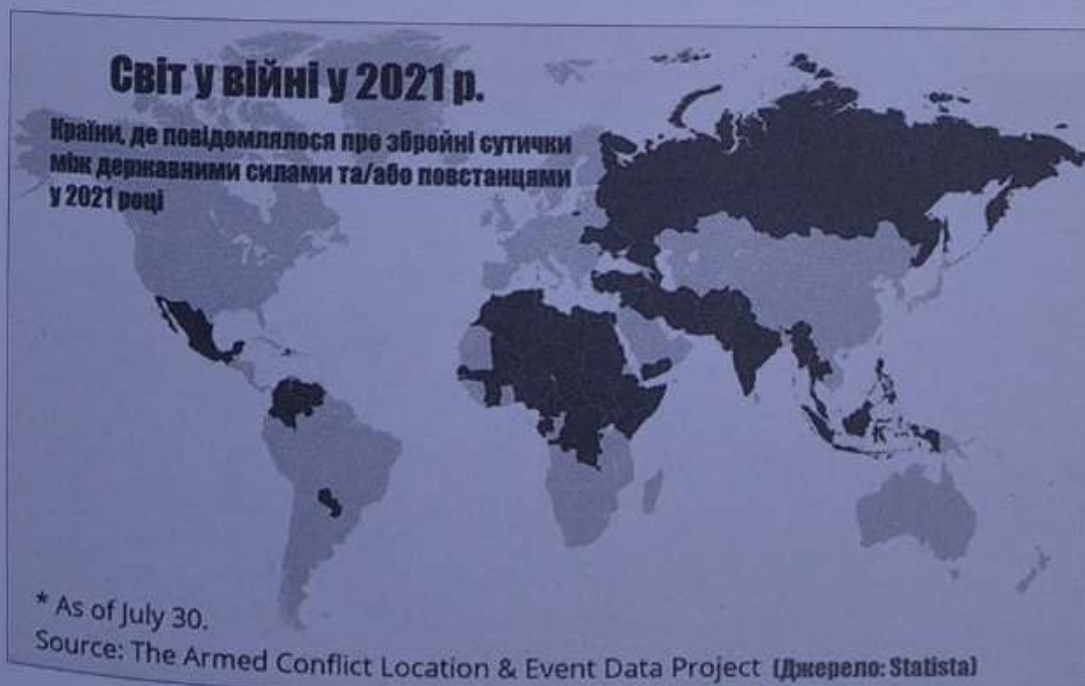 Світ у війні у 2021 р.
Країни, де повідомлялося про збройні сутички
між державними силами та/або повстанцями
у 2021 році
* As of July 30.
Source: The Armed Conflict Location & Event Data Project (Джерело: Statista)